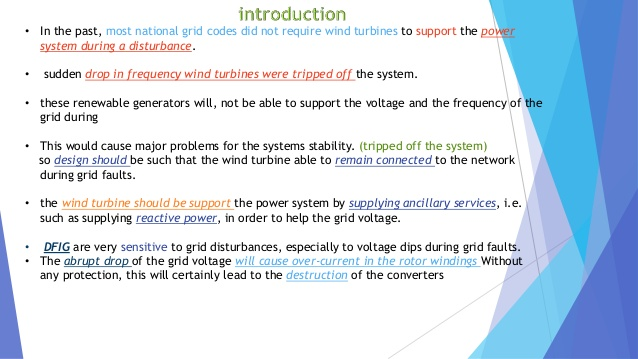 introduction
• In the past, most national grid codes did not require wind turbines to support the power
system during a disturbance.
• sudden drop in frequency wind turbines were tripped off the system.
• these renewable generators will, not be able to support the voltage and the frequency of the
grid during
• This would cause major problems for the systems stability. (tripped off the system)
so design should be such that the wind turbine able to remain connected to the network
during grid faults.
• the wind turbine should be support the power system by supplying ancillary services, i.e.
such as supplying reactive power, in order to help the grid voltage.
• DFIG are very sensitive to grid disturbances, especially to voltage dips during grid faults.
• The abrupt drop of the grid voltage will cause over-current in the rotor windings Without
any protection, this will certainly lead to the destruction of the converters